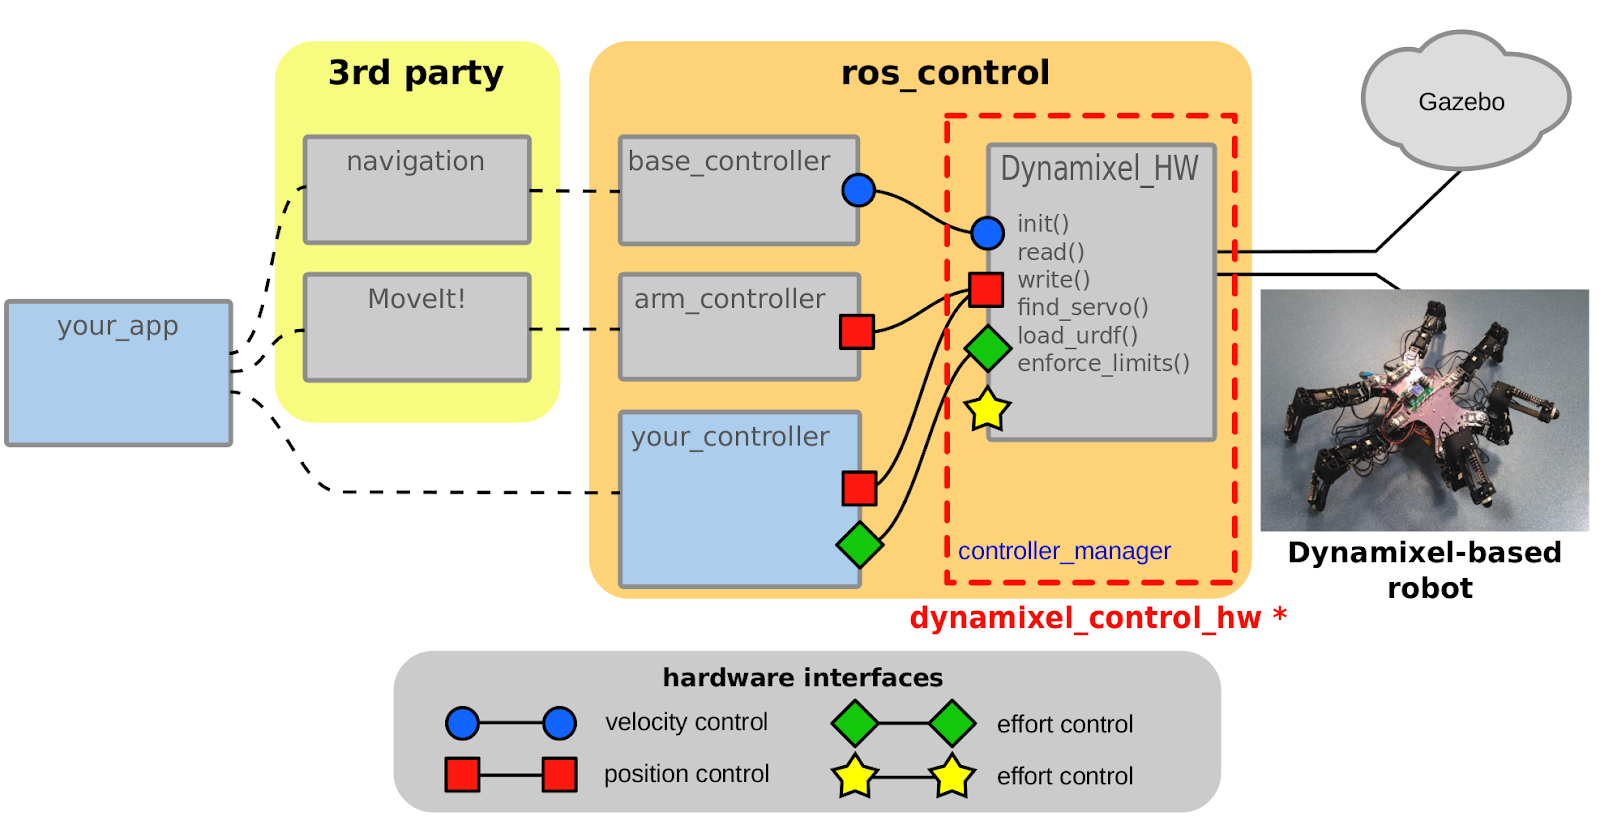 3rd party
ros_control
Gazebo
navigation
base_controller
Dynamixel_HW
init()
read()
write()
find_servo()
load_urdf()
enforce_limits()
MoveIt!
arm_controller
your_app
your_controller
controller_manager
dynamixel_control_hw *
Dynamixel-based
robot
hardware interfaces
velocity control
effort control
position control
effort control